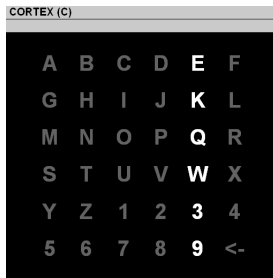 CORTEX (C)
A B C D E F
G H I J K L
M N O P Q R
S T U V W X
Y Z 1 2 3 4
5 6 7 8 9 <-